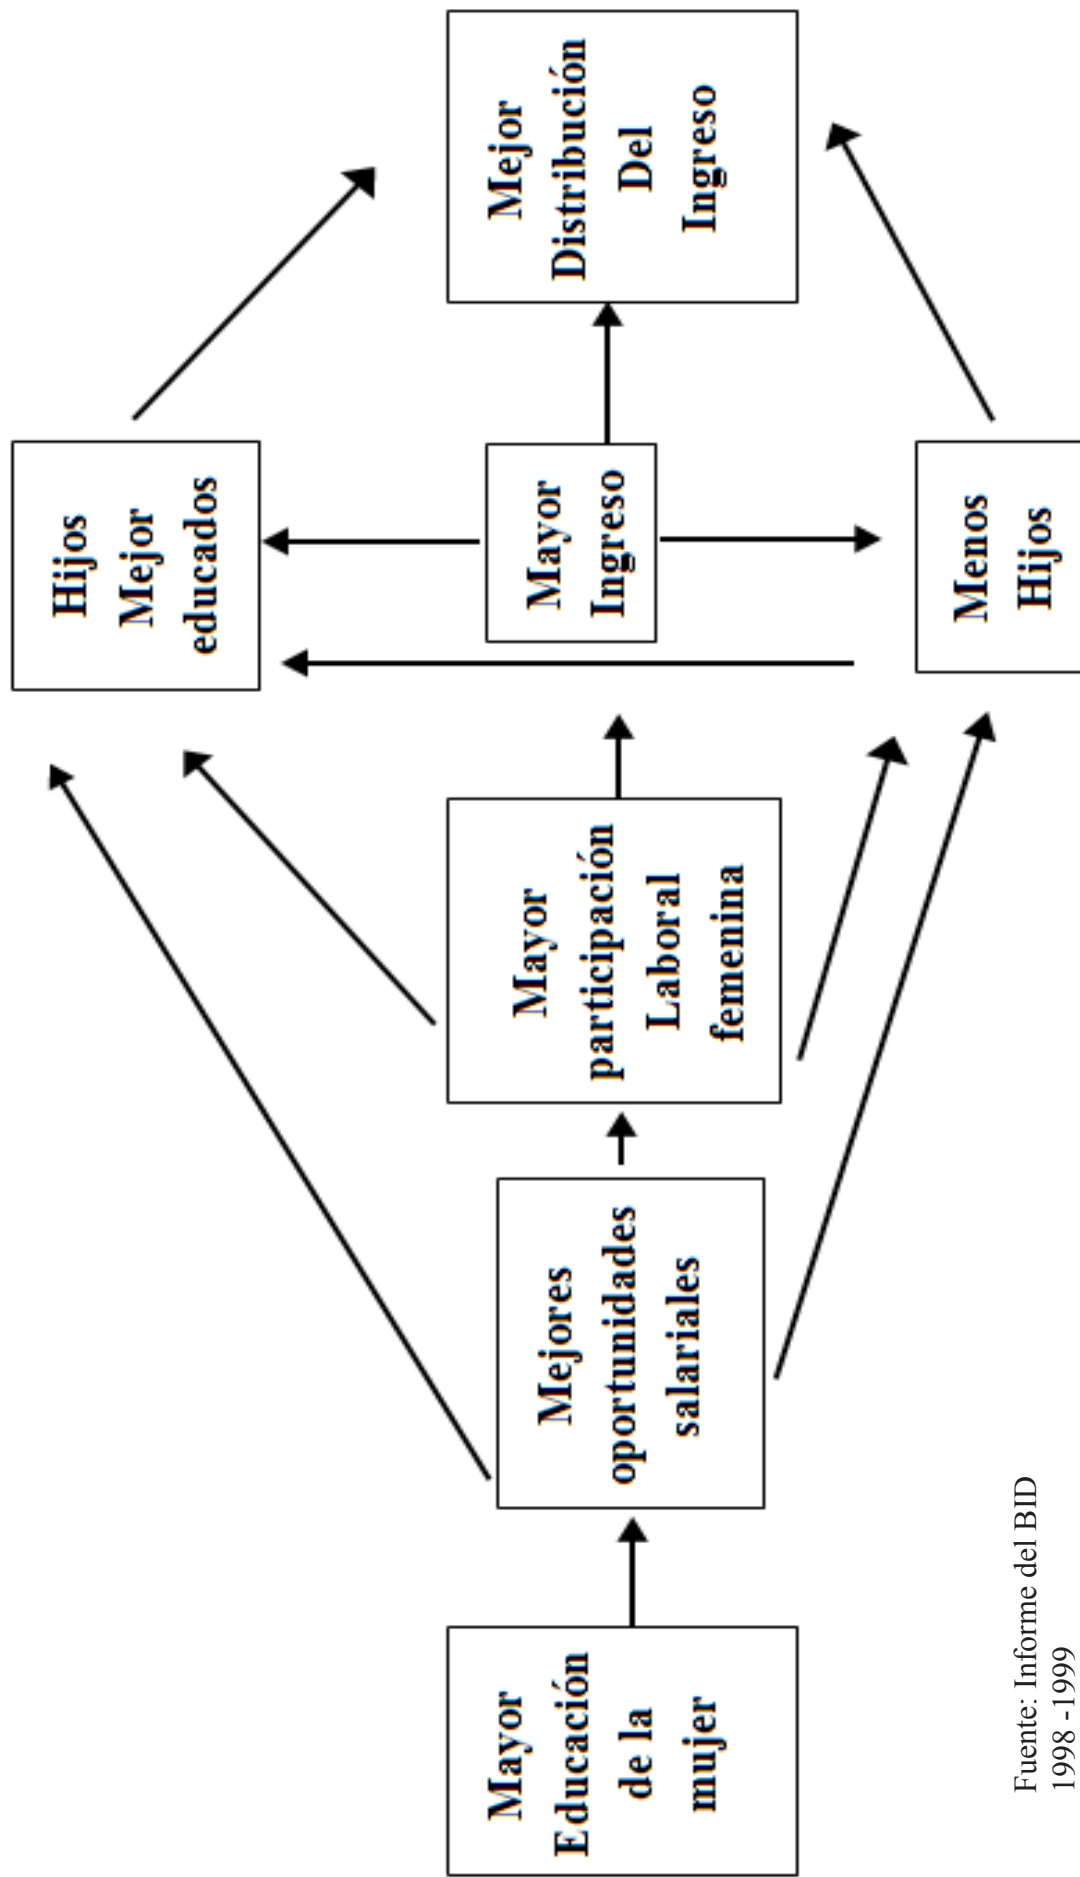 Mayor
Educación
de la
mujer
Mejores
oportunidades
salariales
Mayor
participación
Laboral
femenina
Hijos
Mejor
educados
Mayor
Ingreso
Menos
Hijos
Mejor
Distribución
Del
Ingreso
Fuente: Informe del BID
1998 -1999